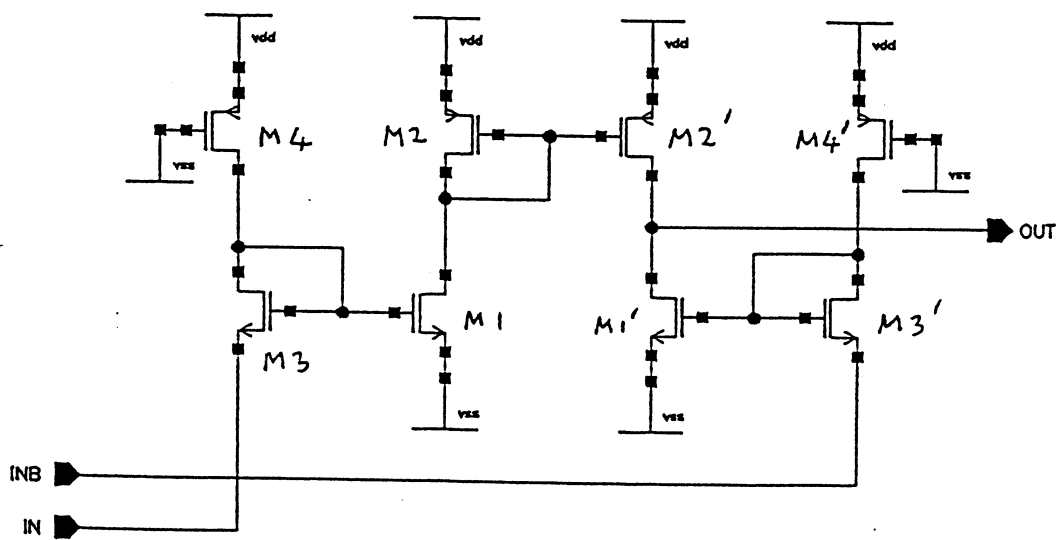 vdd
vdd
vdd
vdd
M4
M2
M2'
M4'
vss
vss
OUT
M3
M1
M1'
M3'
vss
vss
INB
IN